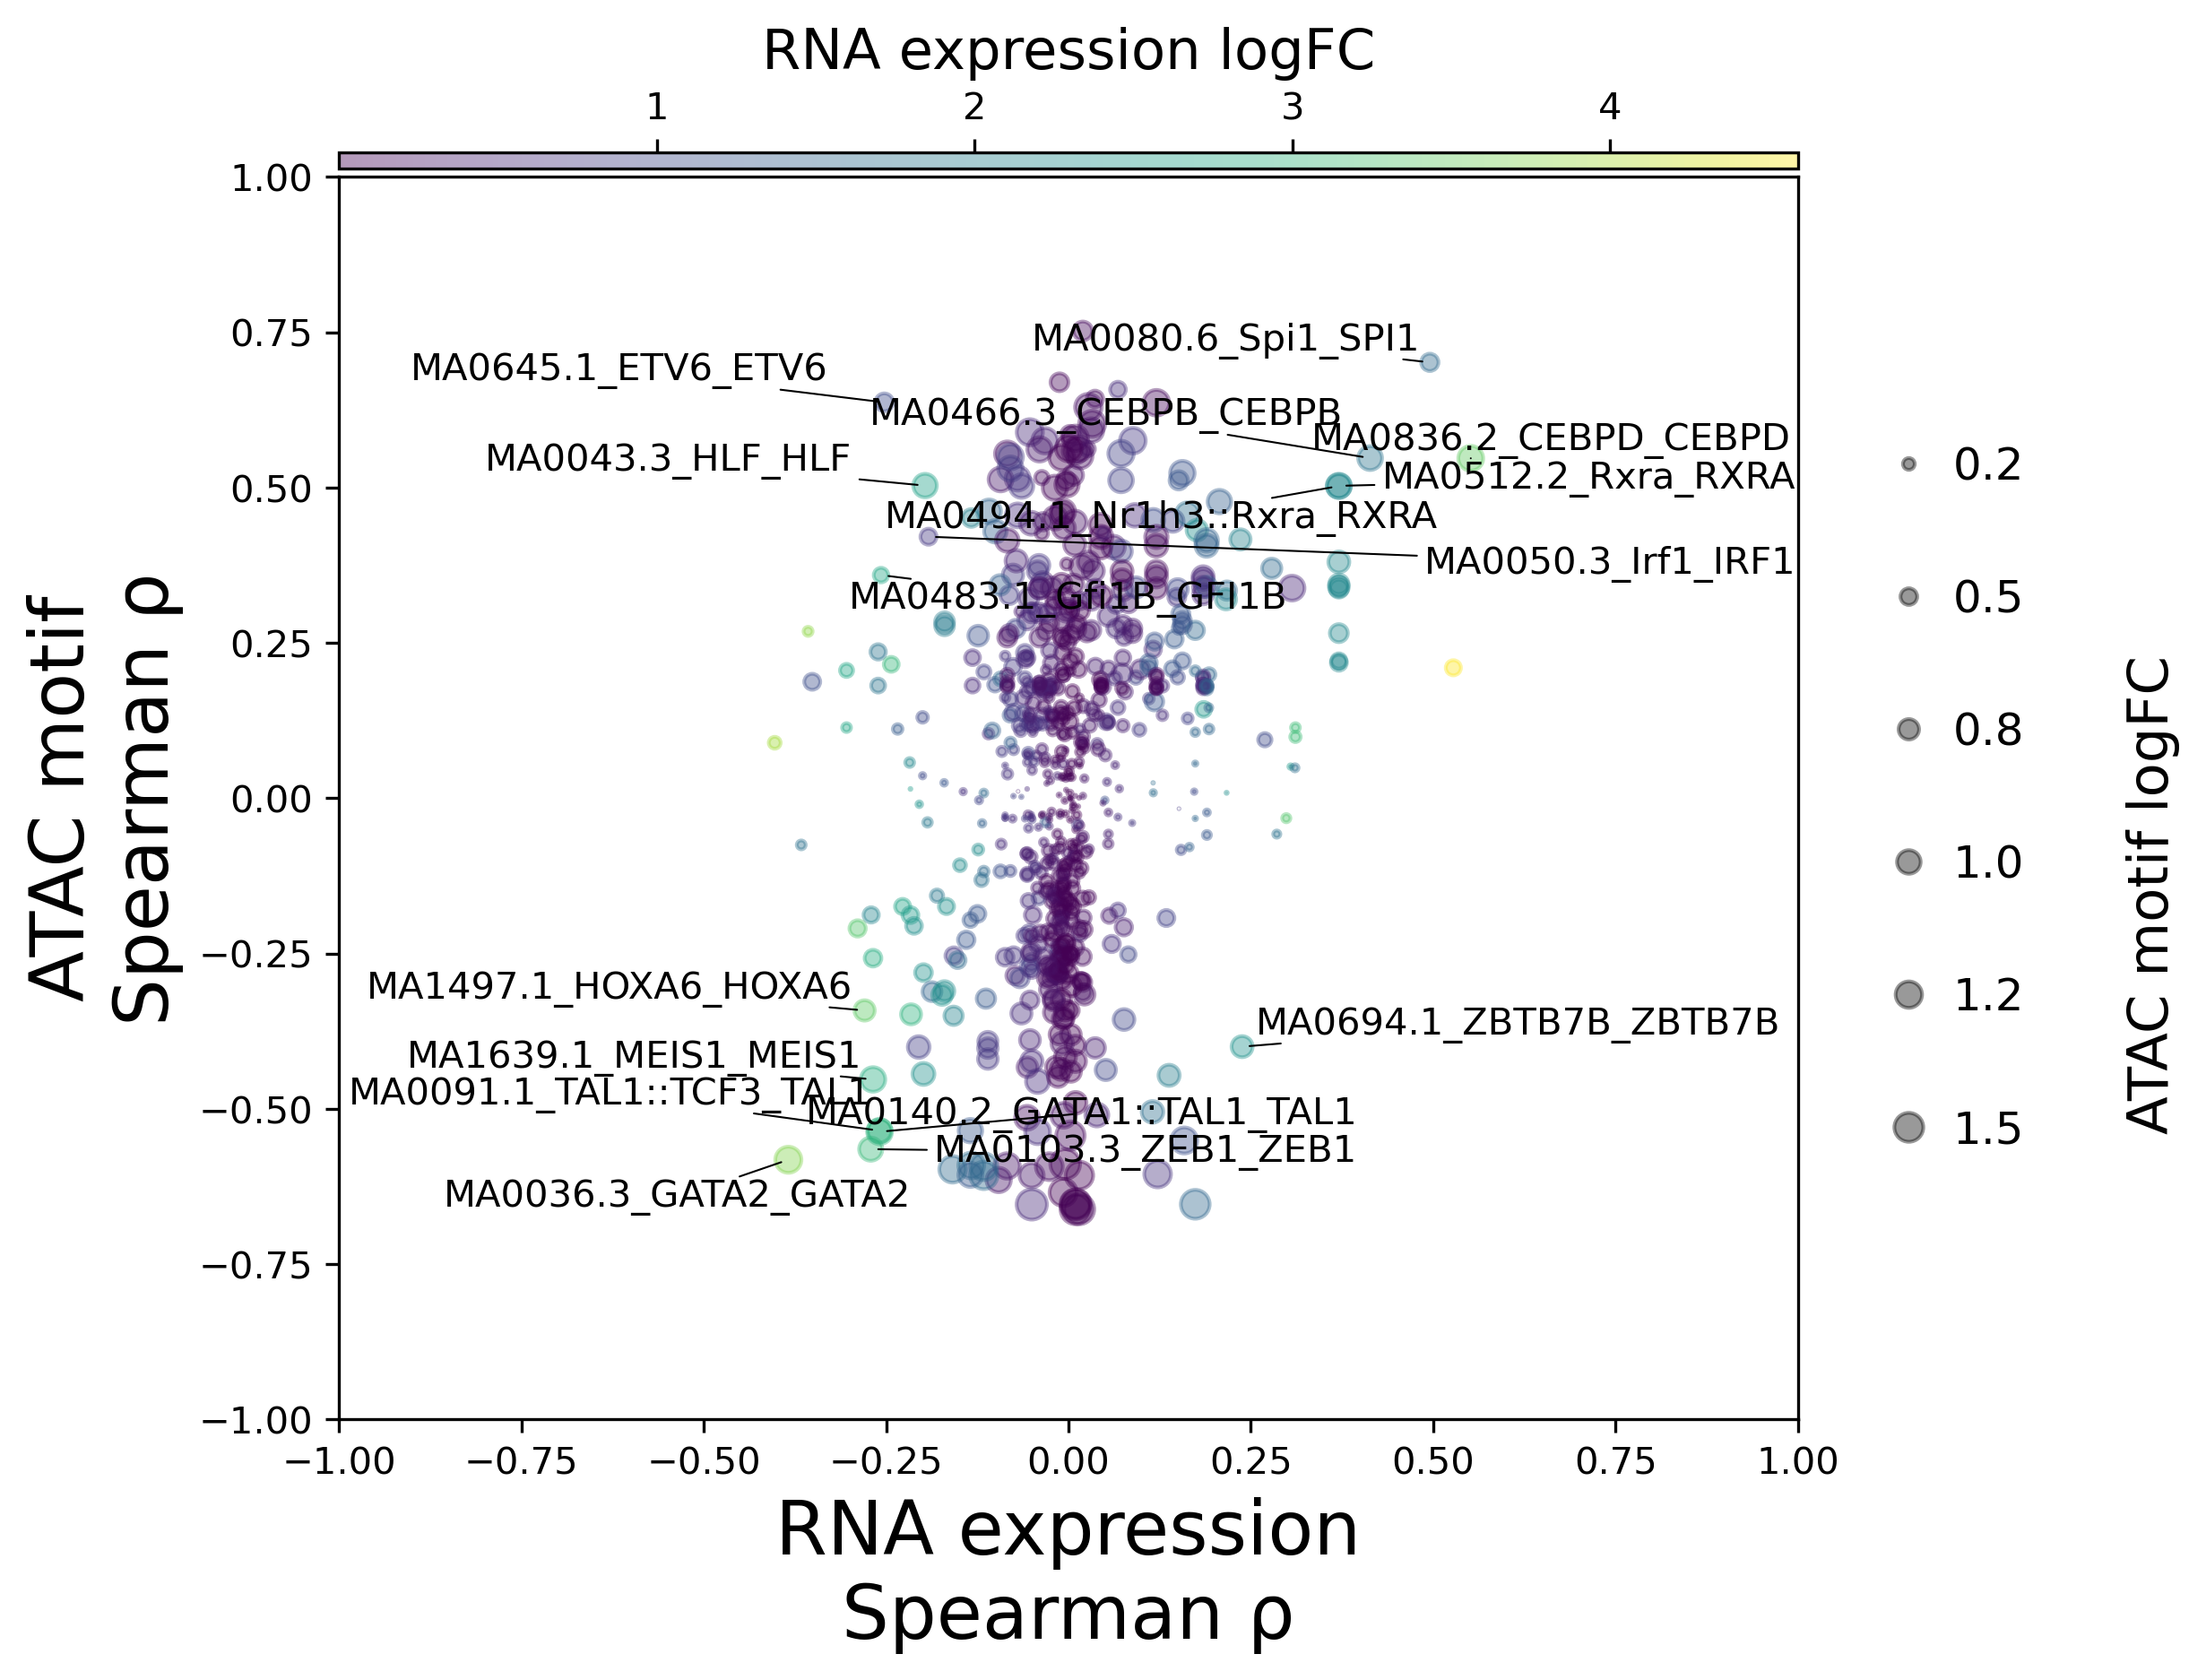 RNA expression logFC
1 2 3 4
1.00
0.75
0.50
0.25
0.00
−0.25
−0.50
−0.75
−1.00
ATAC motif
Spearman ρ
MA0080.6_Spi1_SPI1
MA0645.1_ETV6_ETV6
MA0466.3_CEBPB_CEBPB
MA0836.2_CEBPD_CEBPD
MA0043.3_HLF_HLF
MA0512.2_Rxra_RXRA
MA0494.1_Nr1h3::Rxra_RXRA
MA0050.3_Irf1_IRF1
MA0483.1_Gfi1B_GFI1B
MA1497.1_HOXA6_HOXA6
MA0694.1_ZBTB7B_ZBTB7B
MA1639.1_MEIS1_MEIS1
MA0091.1_TAL1::TCF3_TAL1
MA0140.2_GATA1::TAL1_TAL1
MA0103.3_ZEB1_ZEB1
MA0036.3_GATA2_GATA2
−1.00 −0.75 −0.50 −0.25 0.00 0.25 0.50 0.75 1.00
RNA expression
Spearman ρ
0.2
0.5
0.8
1.0
1.2
1.5
ATAC motif logFC